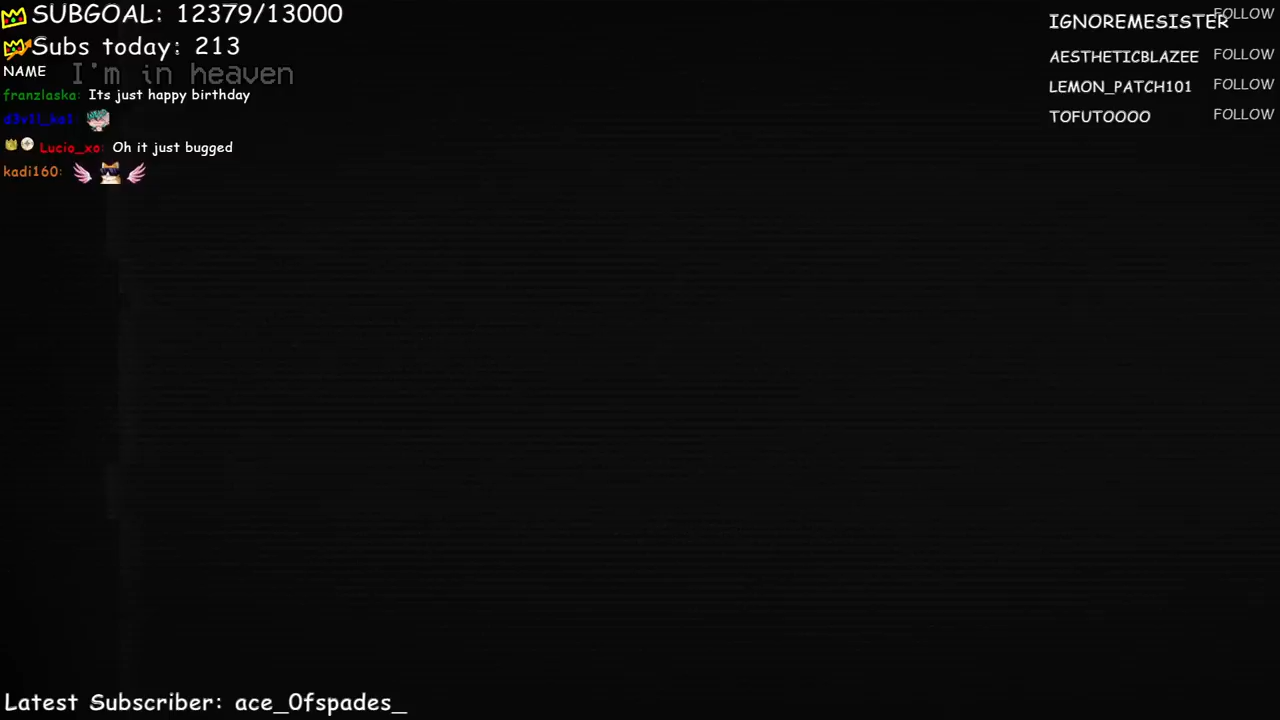 SUBGOAL: 12379/13000
Subs today: 213
NAME I'm in heaven
franzlaska: Its just happy birthday
Lucio_xo: Oh it just bugged
kadi160:
IGNOREMESISTER FOLLOW
AESTHETICBLAZEE FOLLOW
LEMON_PATCH101 FOLLOW
TOFUTOOOO FOLLOW
Latest Subscriber: ace_0fspades_